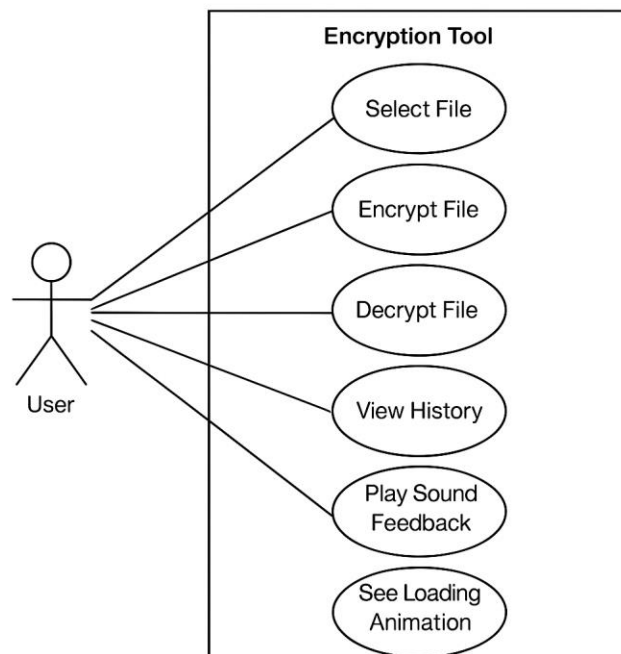 Encryption Tool
Select File
Encrypt File
Decrypt File
User
View History
Play Sound
Feedback
See Loading
Animation